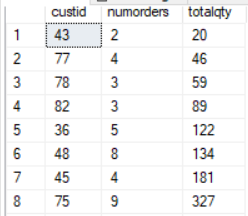 custid numorders totalqty
1 43 2 20
2 77 4 46
3 78 3 59
4 82 3 89
5 36 5 122
6 48 8 134
7 45 4 181
8 75 9 327